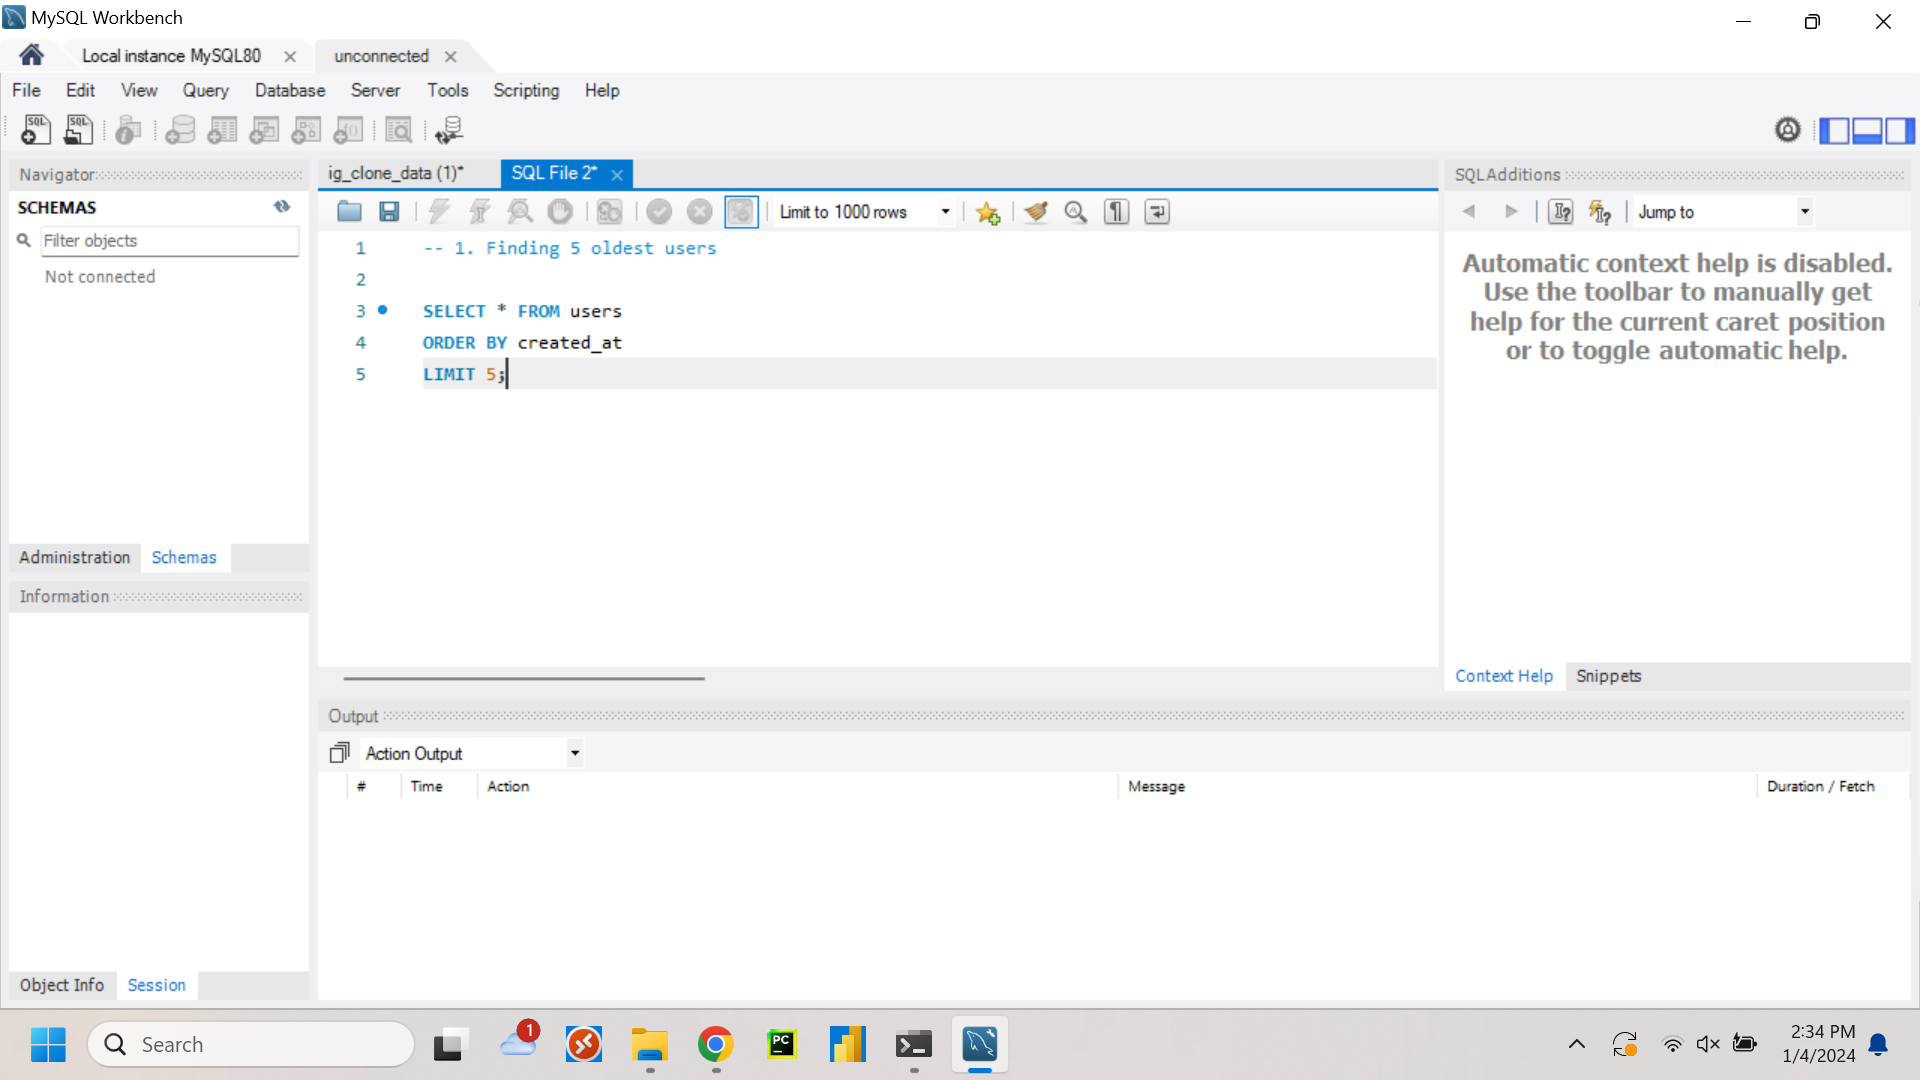 MySQL Workbench
Local instance MySQL80
unconnected
File Edit View Query Database Server Tools Scripting Help
Navigator
SCHEMAS
Filter objects
Not connected
Administration Schemas
Information
Object Info Session
ig_clone_data (1)*
SQL File 2*
Limit to 1000 rows
1 -- 1. Finding 5 oldest users
2
3 SELECT * FROM users
4 ORDER BY created_at
5 LIMIT 5;
SQLAdditions
Jump to
Automatic context help is disabled.
Use the toolbar to manually get
help for the current caret position
or to toggle automatic help.
Context Help Snippets
Output
Action Output
# Time Action Message Duration / Fetch
Search
1
PC
2:34 PM
1/4/2024